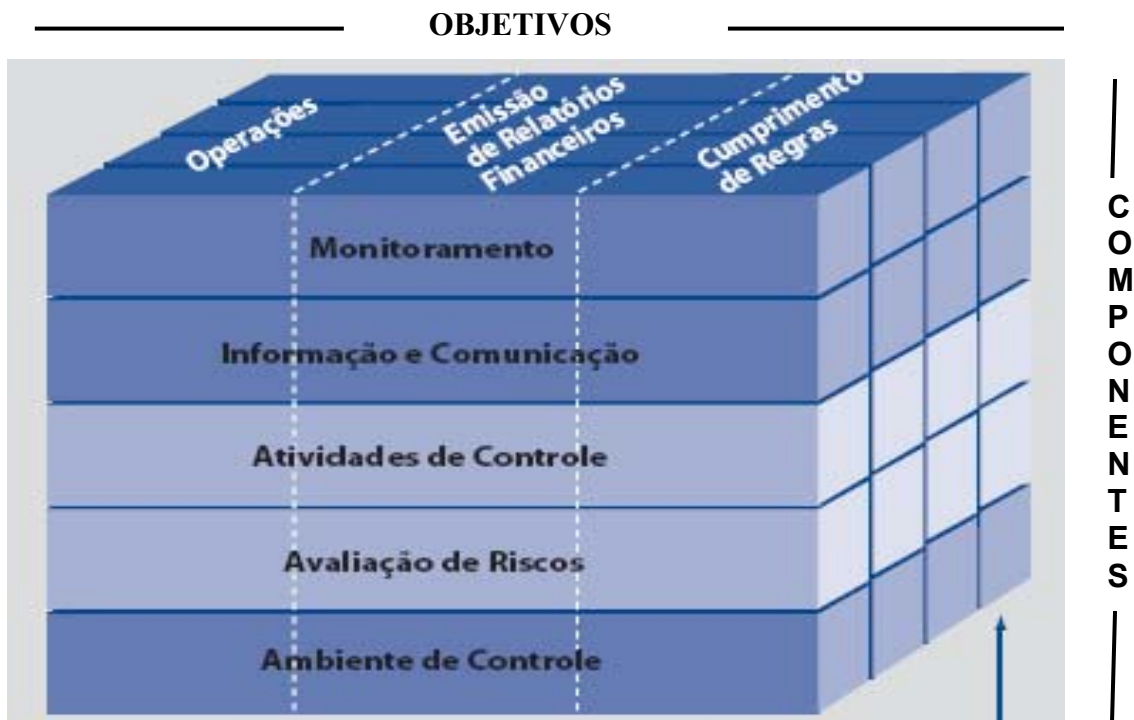 OBJETIVOS
Operações
Emissão
de Relatórios
Financeiros
Cumprimento
de Regras
Monitoramento
Informação e Comunicação
Atividades de Controle
Avaliação de Riscos
Ambiente de Controle
COMPONENTES